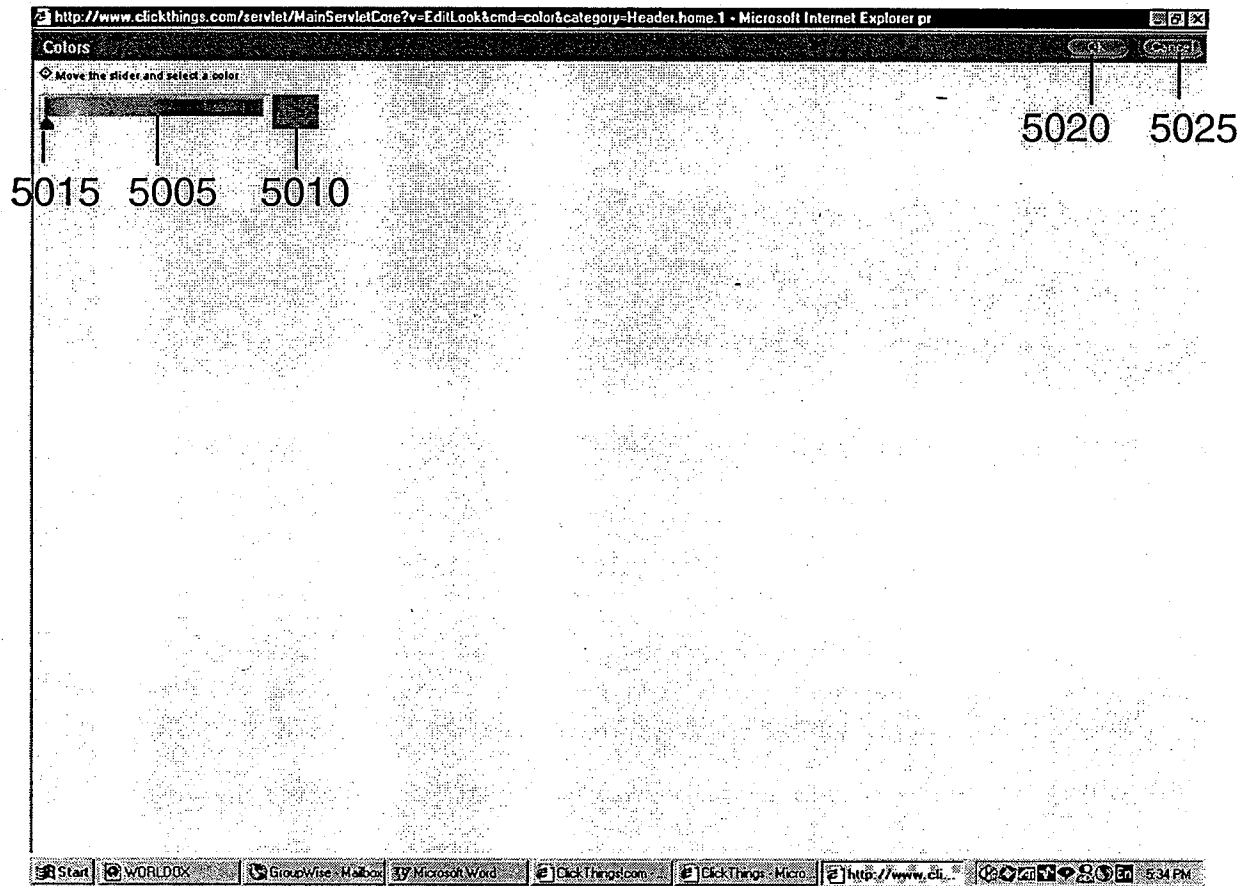 http://www.clickthings.com/servlet/MainServletCore?v=EditLook&cmd=color&category=Header.home.1 - Microsoft Internet Explorer pr
Colors
Ok Cancel
Move the slider and select a color
5020 5025
5015 5005 5010
Start WORLDOX GroupWise - Mailbox Microsoft Word ClickThings!com ... ClickThings - Micro... http://www.cli... En 5:34 PM